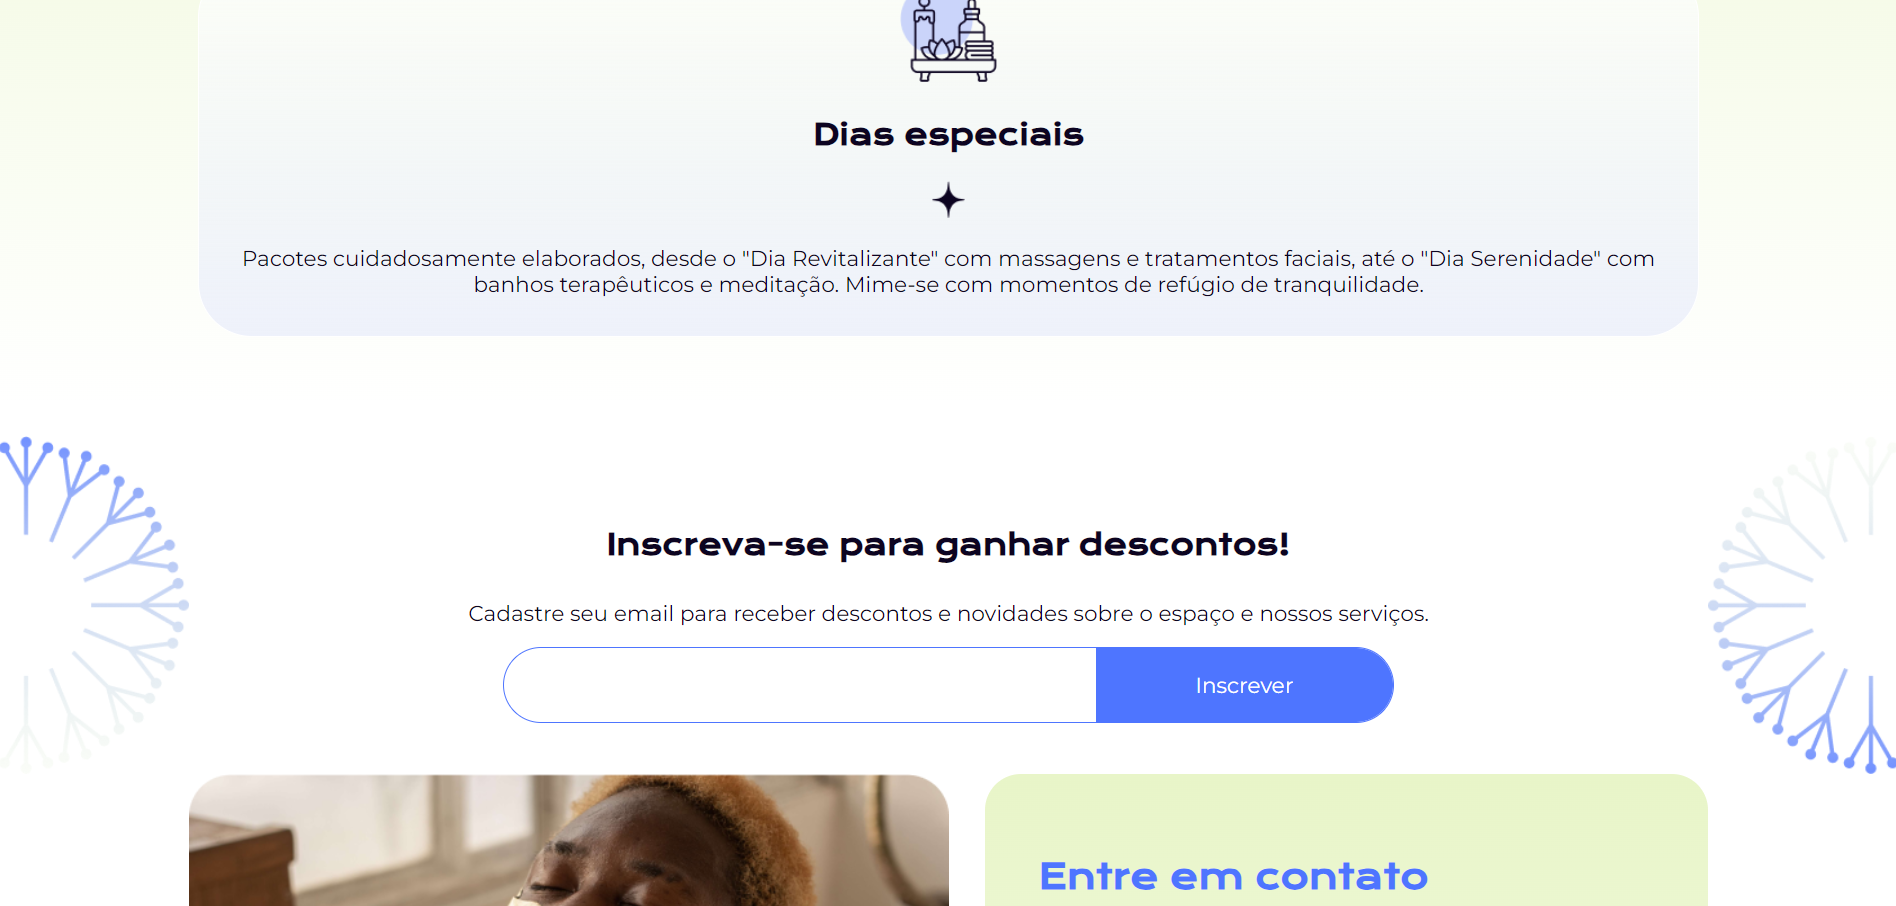 Dias especiais
Pacotes cuidadosamente elaborados, desde o "Dia Revitalizante" com massagens e tratamentos faciais, até o "Dia Serenidade" com
banhos terapêuticos e meditação. Mime-se com momentos de refúgio de tranquilidade.
Inscreva-se para ganhar descontos!
Cadastre seu email para receber descontos e novidades sobre o espaço e nossos serviços.
Inscrever
Entre em contato